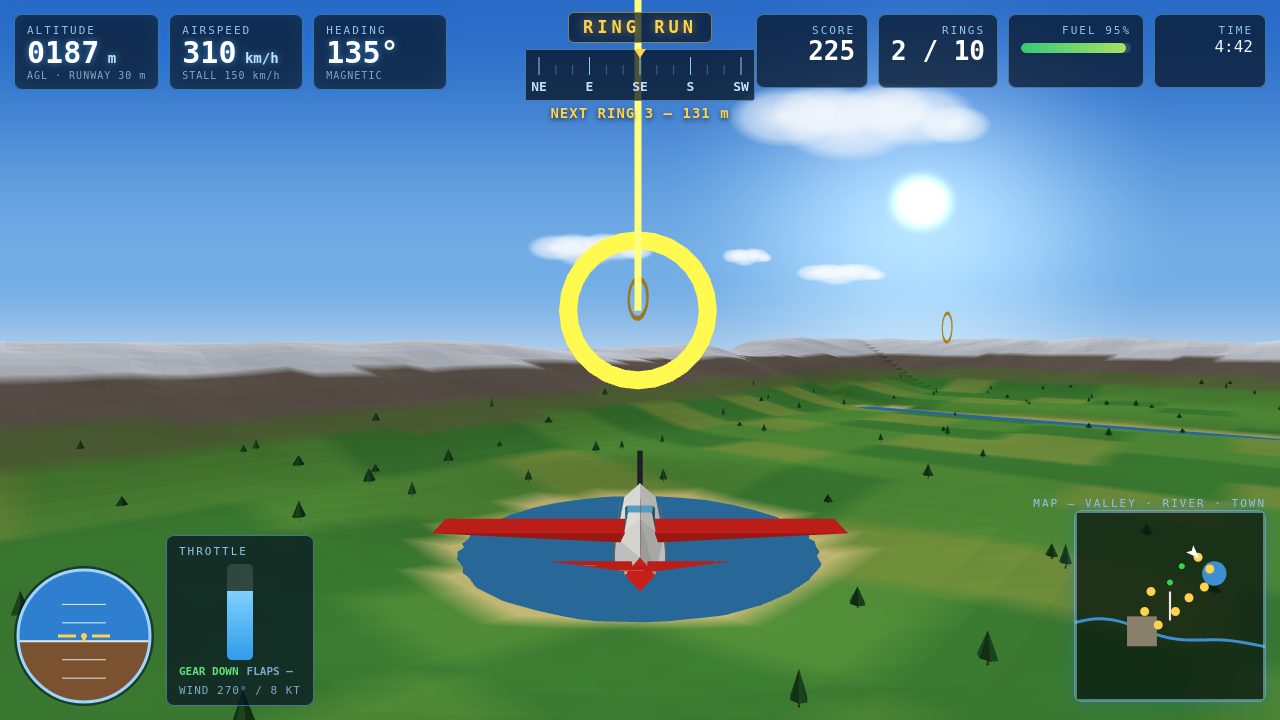 ALTITUDE
0187 m
AGL · RUNWAY 30 m
AIRSPEED
310 km/h
STALL 150 km/h
HEADING
135°
MAGNETIC
RING RUN
NE E SE S SW
NEXT RING 3 — 131 m
SCORE
225
RINGS
2 / 10
FUEL 95%
TIME
4:42
THROTTLE
GEAR DOWN FLAPS —
WIND 270° / 8 KT
MAP — VALLEY · RIVER · TOWN